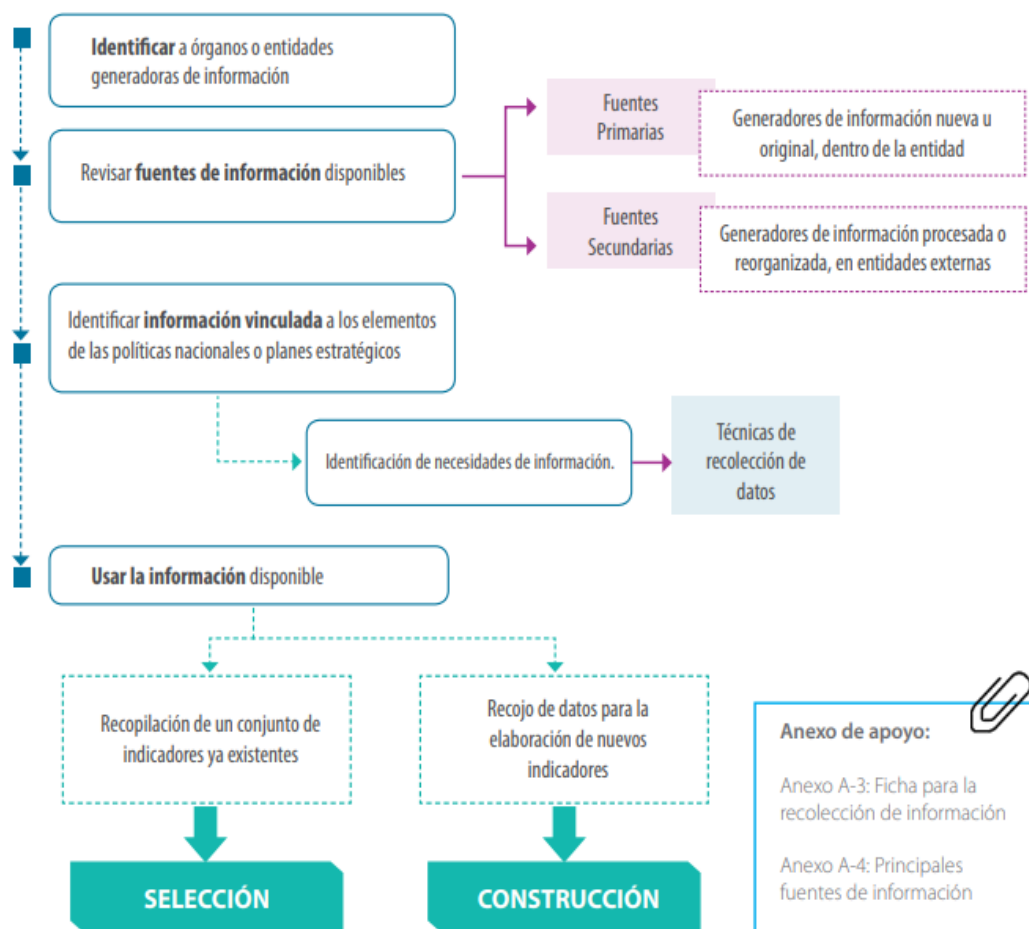 Identificar a órganos o entidades
generadoras de información
Revisar fuentes de información disponibles
Fuentes
Primarias
Generadores de información nueva u
original, dentro de la entidad
Fuentes
Secundarias
Generadores de información procesada o
reorganizada, en entidades externas
Identificar información vinculada a los elementos
de las políticas nacionales o planes estratégicos
Identificación de necesidades de información.
Técnicas de
recolección de
datos
Usar la información disponible
Recopilación de un conjunto de
indicadores ya existentes
Recojo de datos para la
elaboración de nuevos
indicadores
SELECCIÓN
CONSTRUCCIÓN
Anexo de apoyo:
Anexo A-3: Ficha para la
recolección de información
Anexo A-4: Principales
fuentes de información